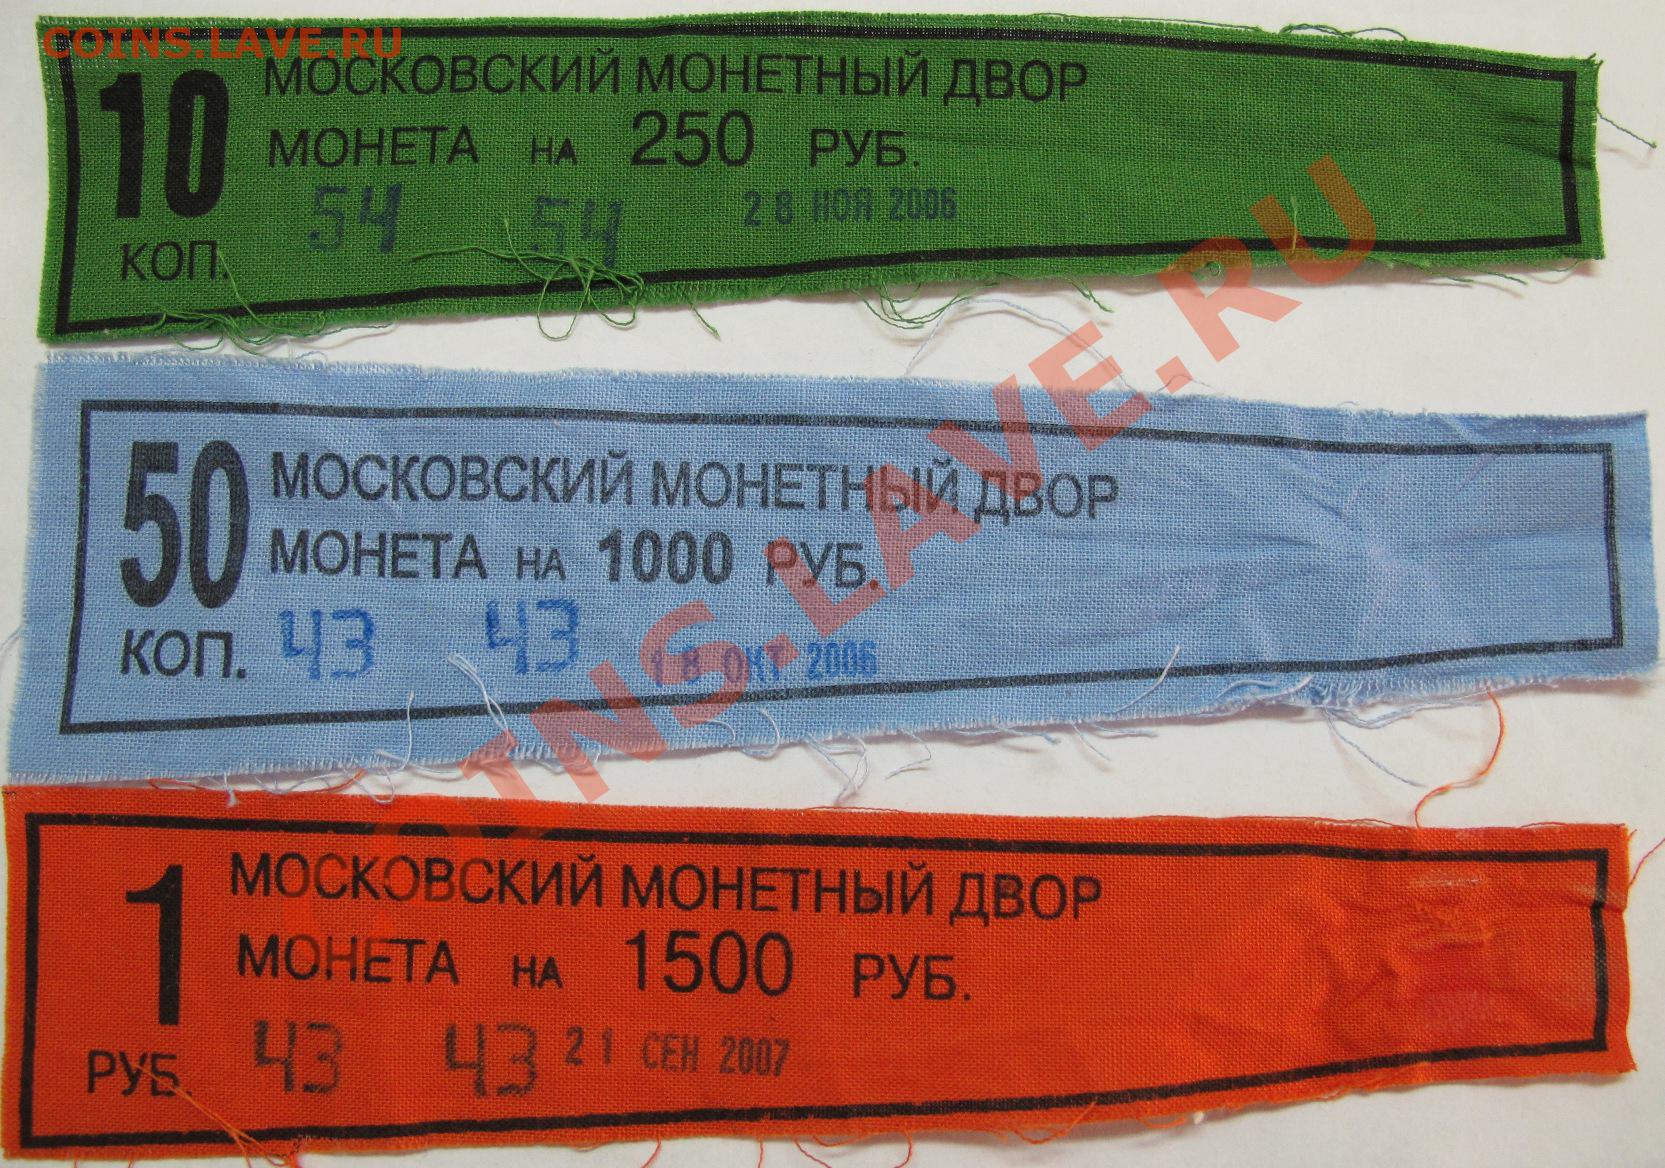 COINS.LAVE.RU
10
КОП.
МОСКОВСКИЙ МОНЕТНЫЙ ДВОР
МОНЕТА НА 250 РУБ.
54 54 28 НОЯ 2006
50
КОП.
МОСКОВСКИЙ МОНЕТНЫЙ ДВОР
МОНЕТА НА 1000 РУБ.
43 43 18 ОКТ 2006
1
РУБ.
МОСКОВСКИЙ МОНЕТНЫЙ ДВОР
МОНЕТА НА 1500 РУБ.
43 43 21 СЕН 2007
COINS.LAVE.RU